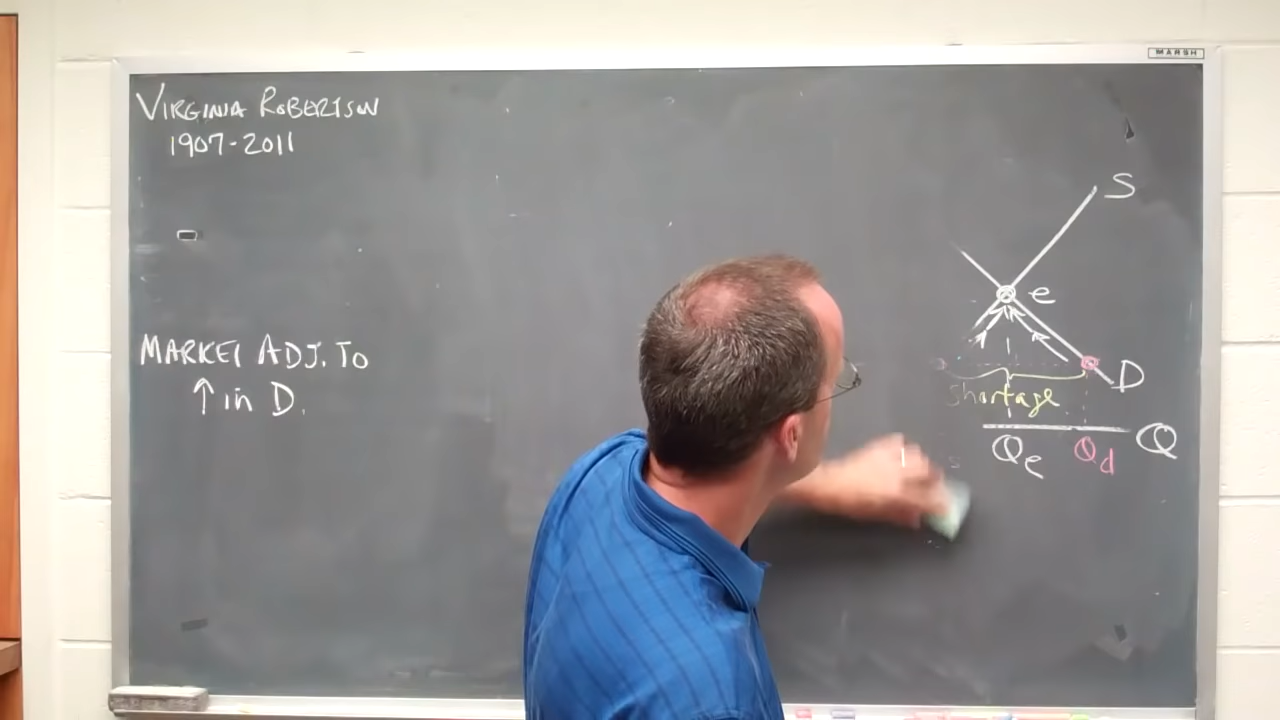 MARSH
VIRGINIA ROBERTSON
1907-2011
S
e
MARKET ADJ. TO
↑ in D.
D
shortage
Qe Qd Q